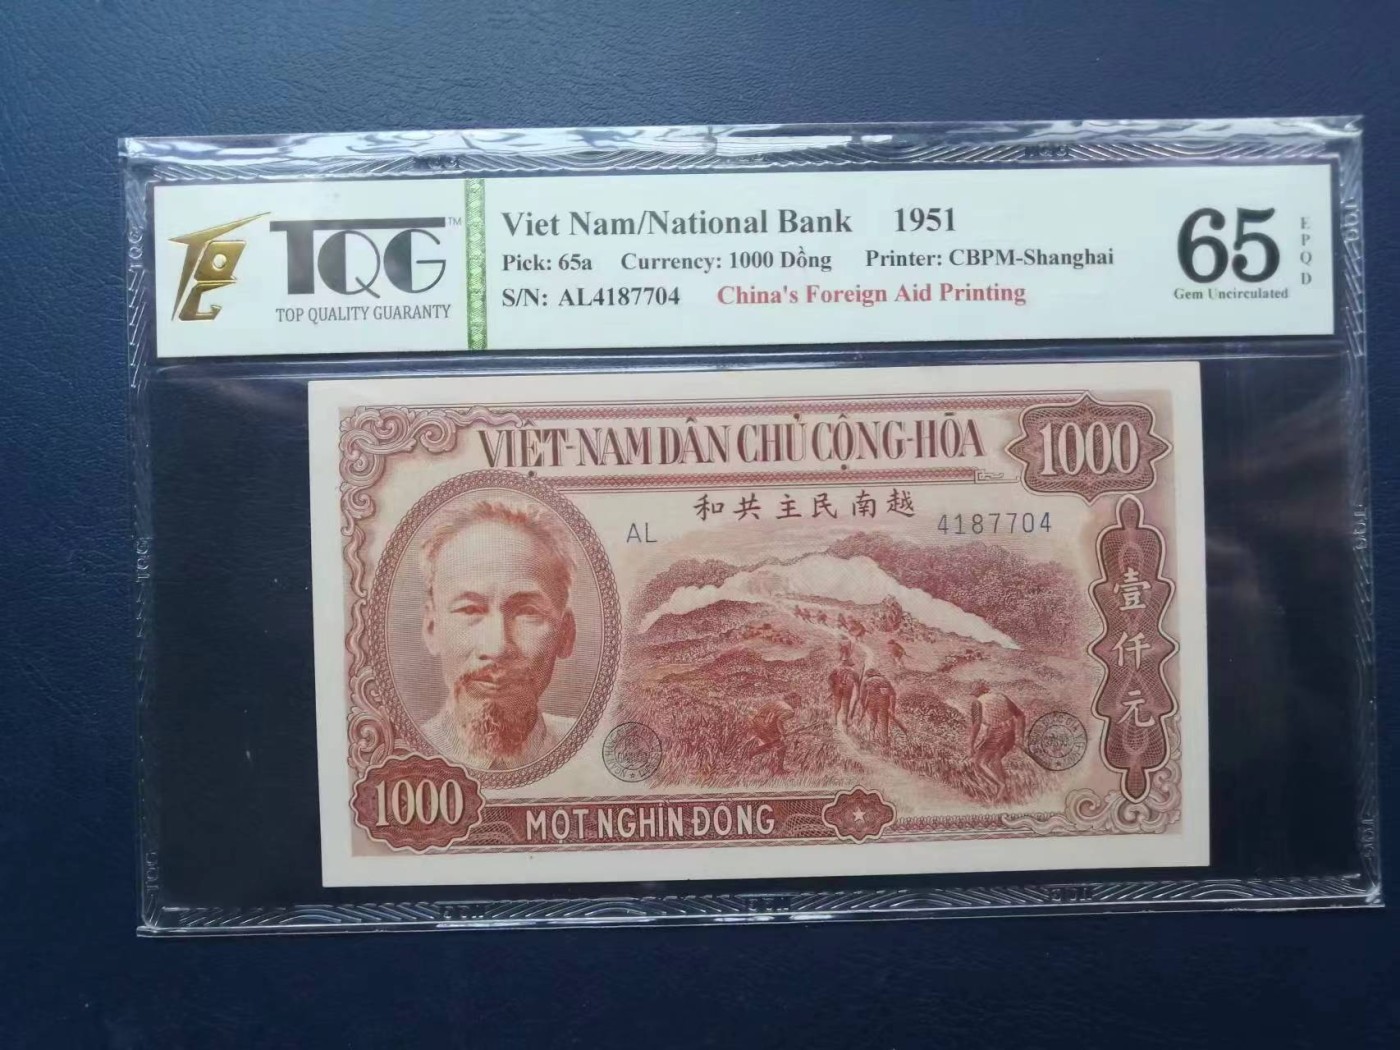 TQG™
TOP QUALITY GUARANTY
Viet Nam/National Bank 1951
Pick: 65a Currency: 1000 Dồng Printer: CBPM-Shanghai
S/N: AL4187704 China's Foreign Aid Printing
65
EPQD
Gem Uncirculated
VIỆT-NAM DÂN CHỦ CỘNG-HÒA
1000
和共主民南越
AL 4187704
壹仟元
1000
MỘT NGHÌN ĐỒNG